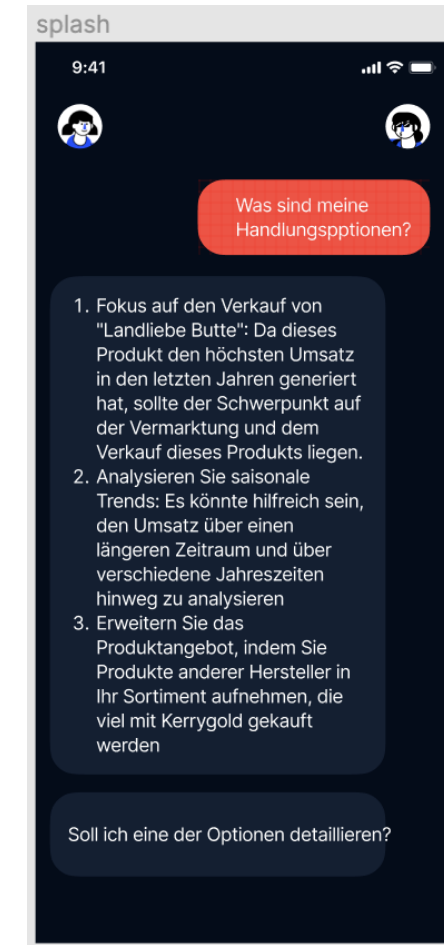 splash
9:41
Was sind meine
Handlungspptionen?
1. Fokus auf den Verkauf von
"Landliebe Butte": Da dieses
Produkt den höchsten Umsatz
in den letzten Jahren generiert
hat, sollte der Schwerpunkt auf
der Vermarktung und dem
Verkauf dieses Produkts liegen.
2. Analysieren Sie saisonale
Trends: Es könnte hilfreich sein,
den Umsatz über einen
längeren Zeitraum und über
verschiedene Jahreszeiten
hinweg zu analysieren
3. Erweitern Sie das
Produktangebot, indem Sie
Produkte anderer Hersteller in
Ihr Sortiment aufnehmen, die
viel mit Kerrygold gekauft
werden
Soll ich eine der Optionen detaillieren?